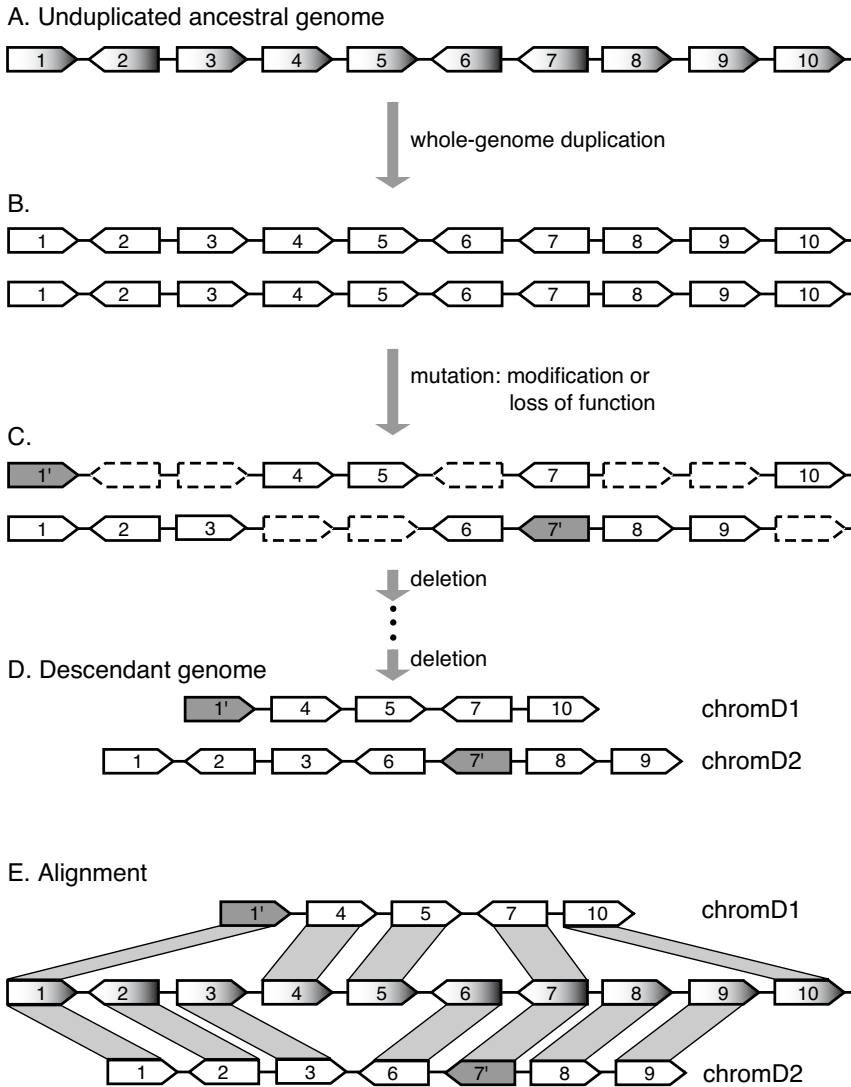 A. Unduplicated ancestral genome
1 2 3 4 5 6 7 8 9 10
whole-genome duplication
B.
1 2 3 4 5 6 7 8 9 10
1 2 3 4 5 6 7 8 9 10
mutation: modification or
loss of function
C.
1' 4 5 7 10
1 2 3 6 7' 8 9
deletion
deletion
D. Descendant genome
1' 4 5 7 10 chromD1
1 2 3 6 7' 8 9 chromD2
E. Alignment
1' 4 5 7 10 chromD1
1 2 3 4 5 6 7 8 9 10
1 2 3 6 7' 8 9 chromD2